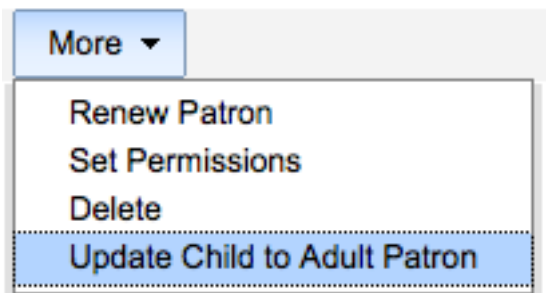 More
Renew Patron
Set Permissions
Delete
Update Child to Adult Patron